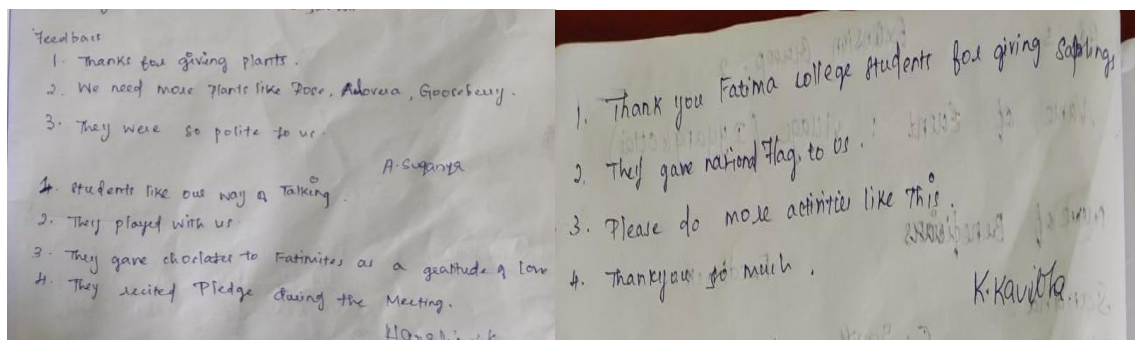 Feedback
1. Thanks for giving plants.
2. We need more plants like Rose, Alovera, Gooseberry.
3. They were so polite to us.
A. Suganya
1. Students like our way of Talking.
2. They played with us
3. They gave choclates to Fatimites as a geatitude of love
4. They recited Pledge during the Meeting.
1. Thank you Fatima college students for giving Saplings
2. They gave national Flag, to us.
3. Please do more activities like This.
4. Thankyou so much.
K. Kavitha